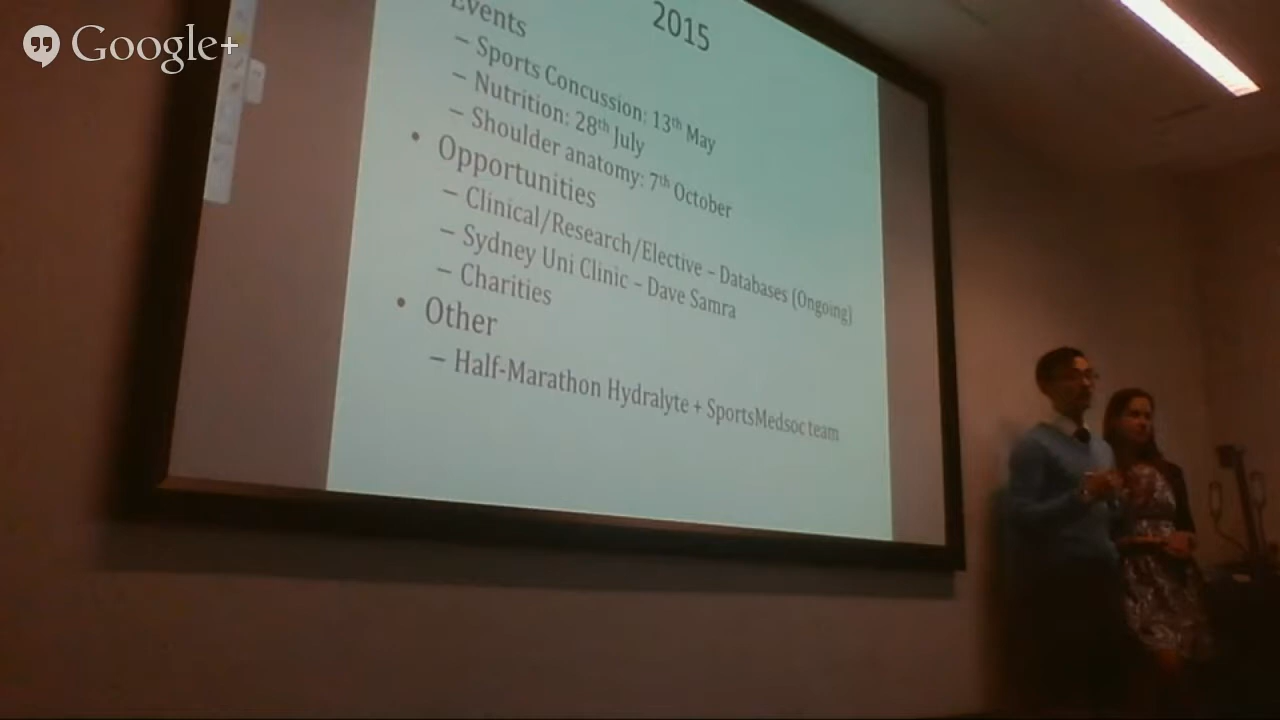 Google+
2015
Events
– Sports Concussion: 13th May
– Nutrition: 28th July
– Shoulder anatomy: 7th October
• Opportunities
– Clinical/Research/Elective – Databases (Ongoing)
– Sydney Uni Clinic – Dave Samra
– Charities
• Other
– Half-Marathon Hydralyte + SportsMedsoc team